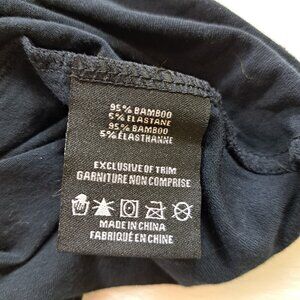 95% BAMBOO
5% ELASTANE
95% BAMBOO
5% ÉLASTHANNE
EXCLUSIVE OF TRIM
GARNITURE NON COMPRISE
MADE IN CHINA
FABRIQUÉ EN CHINE